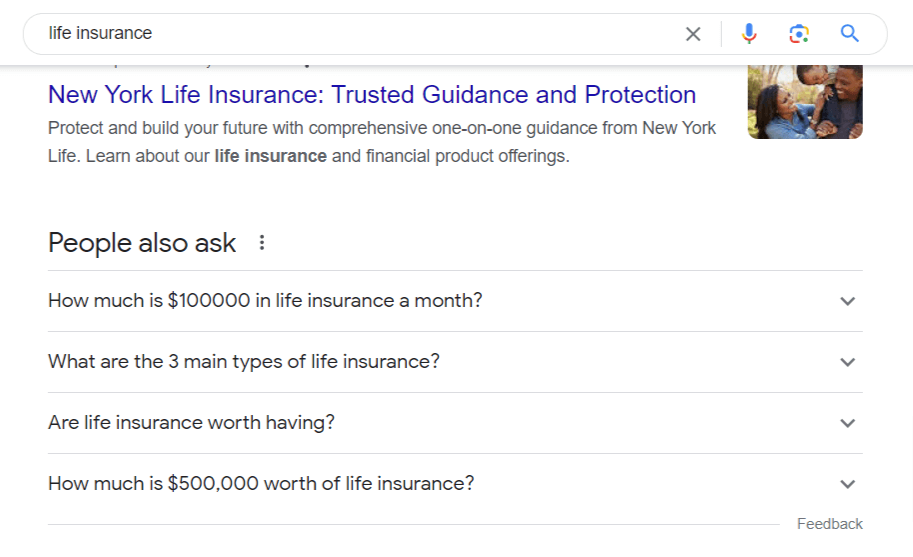 life insurance
New York Life Insurance: Trusted Guidance and Protection
Protect and build your future with comprehensive one-on-one guidance from New York
Life. Learn about our life insurance and financial product offerings.
People also ask
How much is $100000 in life insurance a month?
What are the 3 main types of life insurance?
Are life insurance worth having?
How much is $500,000 worth of life insurance?
Feedback